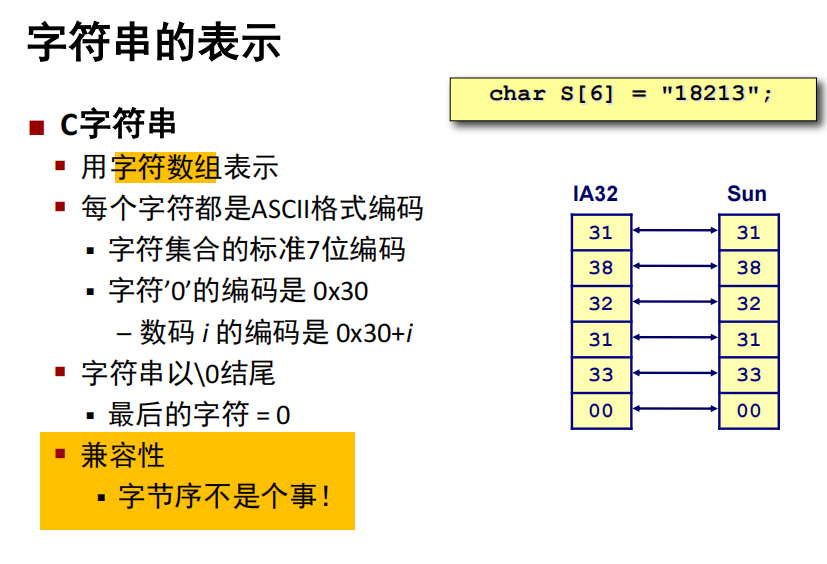 字符串的表示
char S[6] = "18213";
C字符串
用字符数组表示
每个字符都是ASCII格式编码
字符集合的标准7位编码
字符’0’的编码是 0x30
– 数码 i 的编码是 0x30+i
字符串以\0结尾
最后的字符 = 0
兼容性
字节序不是个事！
IA32 Sun
31 31
38 38
32 32
31 31
33 33
00 00